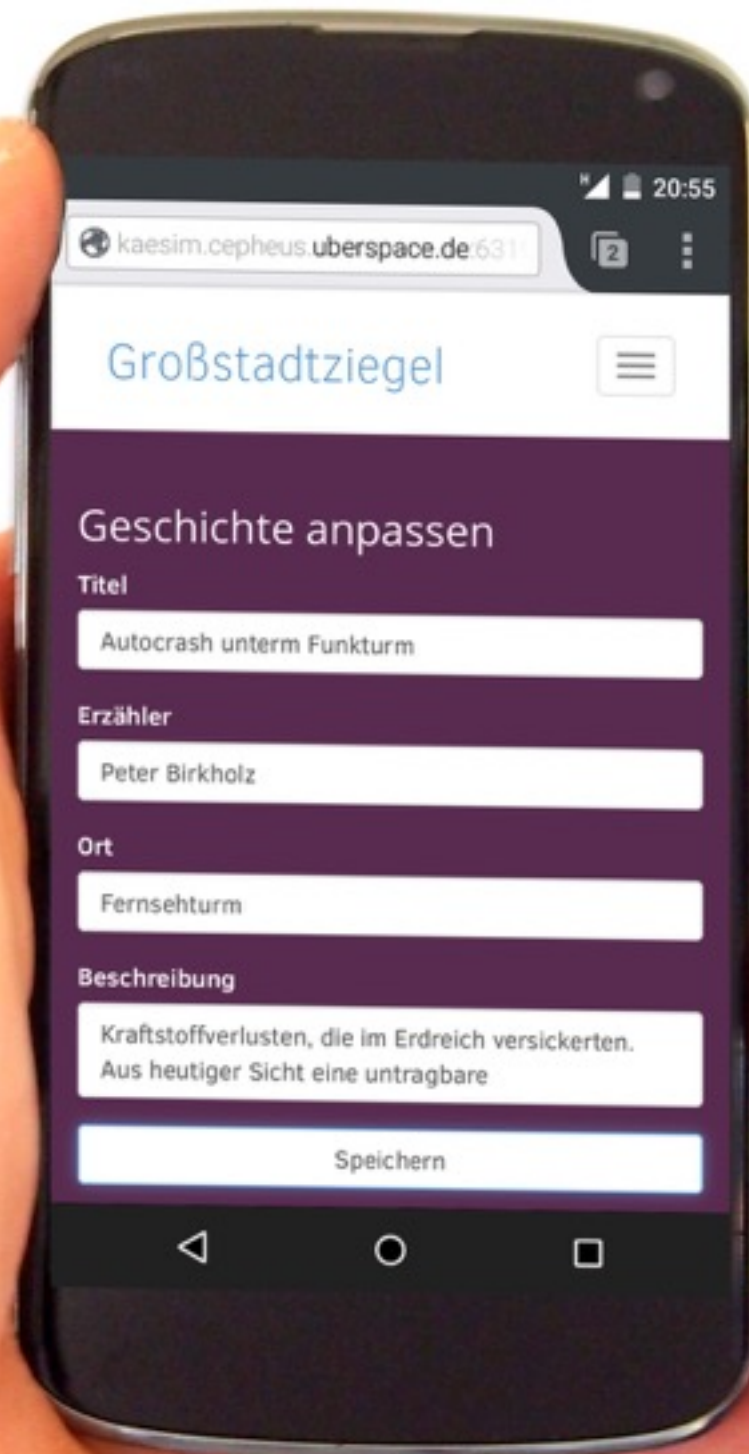 H 20:55
kaesim.cepheus.uberspace.de:631
2
Großstadtziegel
Geschichte anpassen
Titel
Autocrash unterm Funkturm
Erzähler
Peter Birkholz
Ort
Fernsehturm
Beschreibung
Kraftstoffverlusten, die im Erdreich versickerten.
Aus heutiger Sicht eine untragbare
Speichern